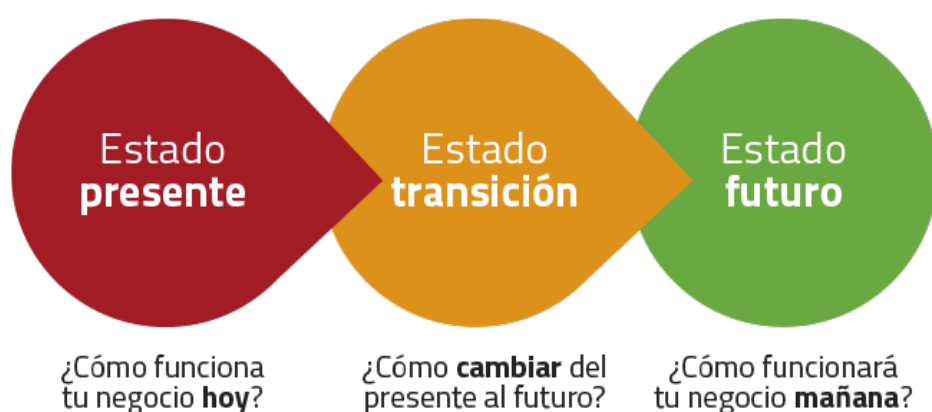 Estado
presente
Estado
transición
Estado
futuro
¿Cómo funciona
tu negocio hoy?
¿Cómo cambiar del
presente al futuro?
¿Cómo funcionará
tu negocio mañana?